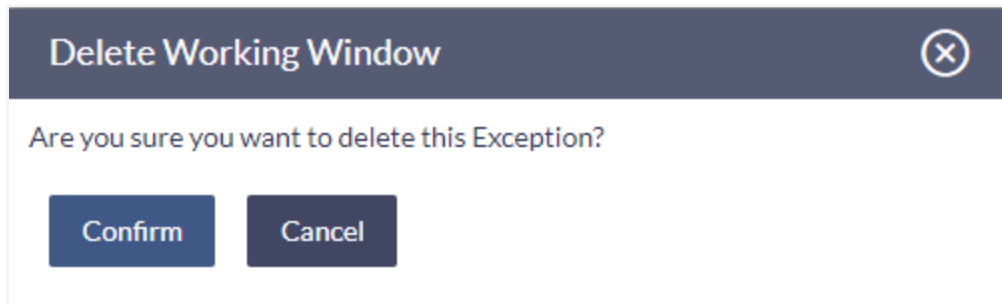 Delete Working Window
Are you sure you want to delete this Exception?
Confirm Cancel